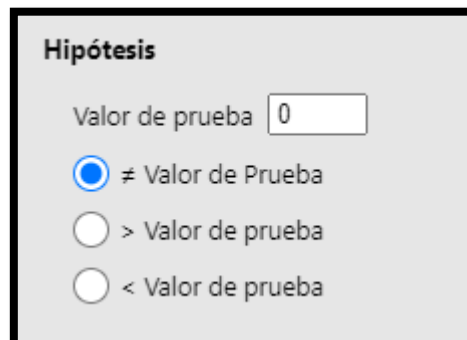 Hipótesis
Valor de prueba 0
≠ Valor de Prueba
> Valor de prueba
< Valor de prueba